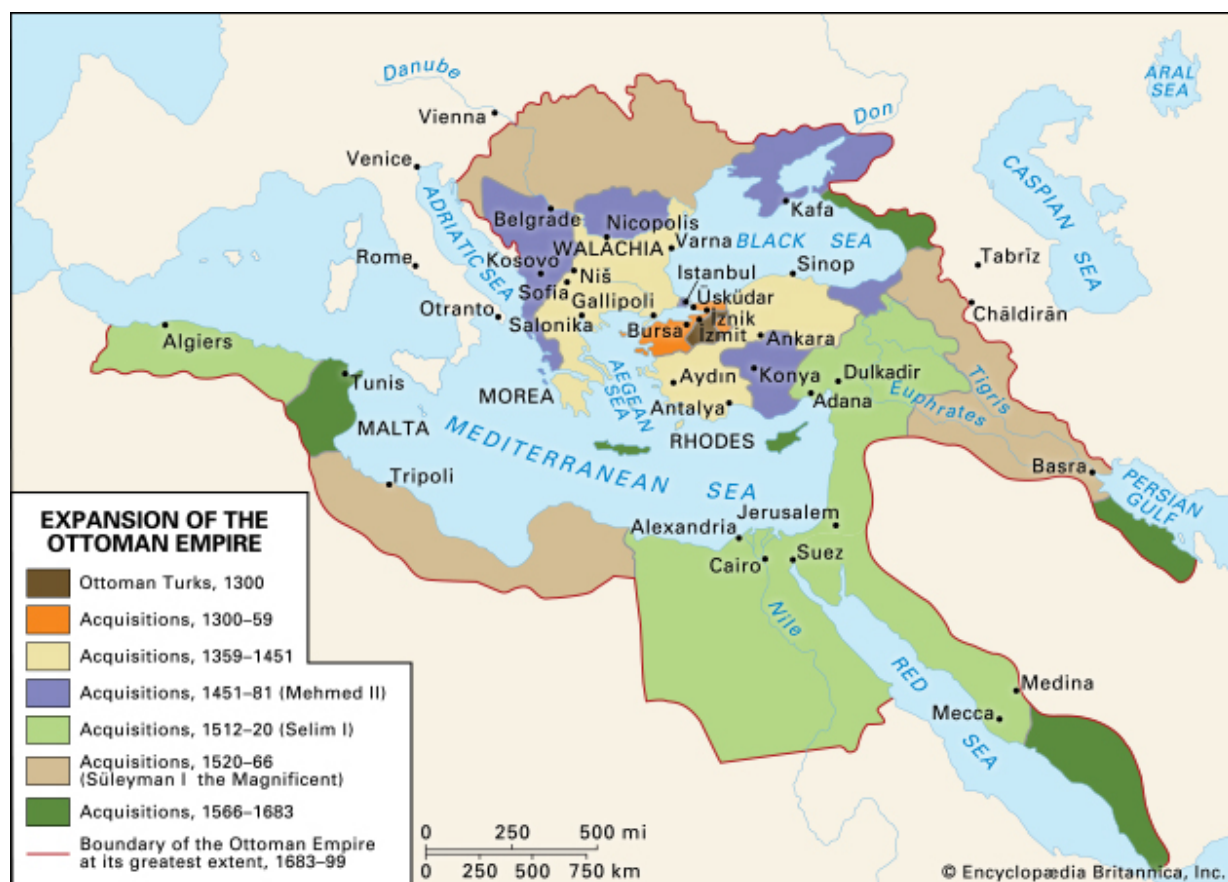 Danube
Vienna
Venice
ADRIATIC SEA
Rome
Otranto
Belgrade
Nicopolis
WALACHIA
Varna
Kosovo
Niš
Sofia
Gallipoli
Salonika
Istanbul
Üsküdar
İznik
İzmit
Bursa
Ankara
Sinop
BLACK SEA
Kafa
Don
ARAL
SEA
CASPIAN
SEA
Tabrīz
Chāldirān
Algiers
Tunis
MALTA
Tripoli
MOREA
AEGEAN
SEA
Aydın
Antalya
Konya
Adana
Dulkadir
Euphrates
Tigris
Basra
PERSIAN
GULF
RHODES
MEDITERRANEAN SEA
Jerusalem
Alexandria
Cairo
Suez
Nile
RED
SEA
Medina
Mecca
EXPANSION OF THE
OTTOMAN EMPIRE
Ottoman Turks, 1300
Acquisitions, 1300–59
Acquisitions, 1359–1451
Acquisitions, 1451–81 (Mehmed II)
Acquisitions, 1512–20 (Selim I)
Acquisitions, 1520–66
(Süleyman I the Magnificent)
Acquisitions, 1566–1683
Boundary of the Ottoman Empire
at its greatest extent, 1683–99
0 250 500 mi
0 250 500 750 km
© Encyclopædia Britannica, Inc.